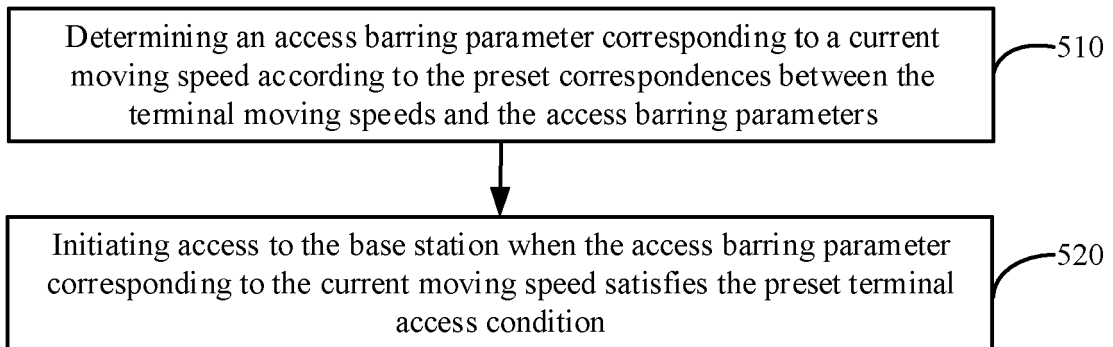 Determining an access barring parameter corresponding to a current
moving speed according to the preset correspondences between the
terminal moving speeds and the access barring parameters
510
Initiating access to the base station when the access barring parameter
corresponding to the current moving speed satisfies the preset terminal
access condition
520